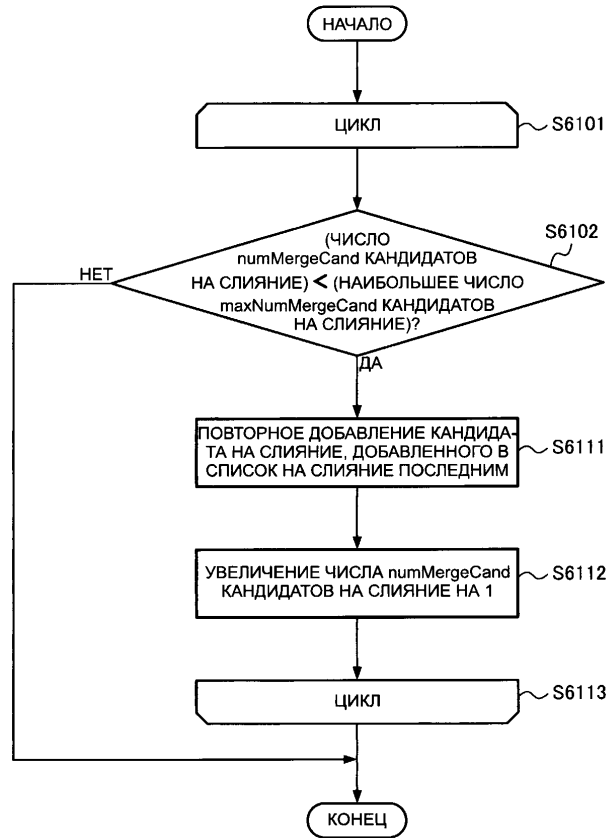 НАЧАЛО
ЦИКЛ
S6101
S6102
(ЧИСЛО
numMergeCand КАНДИДАТОВ
НА СЛИЯНИЕ) < (НАИБОЛЬШЕЕ ЧИСЛО
maxNumMergeCand КАНДИДАТОВ
НА СЛИЯНИЕ)?
НЕТ
ДА
ПОВТОРНОЕ ДОБАВЛЕНИЕ КАНДИДА-
ТА НА СЛИЯНИЕ, ДОБАВЛЕННОГО В
СПИСОК НА СЛИЯНИЕ ПОСЛЕДНИМ
S6111
УВЕЛИЧЕНИЕ ЧИСЛА numMergeCand
КАНДИДАТОВ НА СЛИЯНИЕ НА 1
S6112
ЦИКЛ
S6113
КОНЕЦ